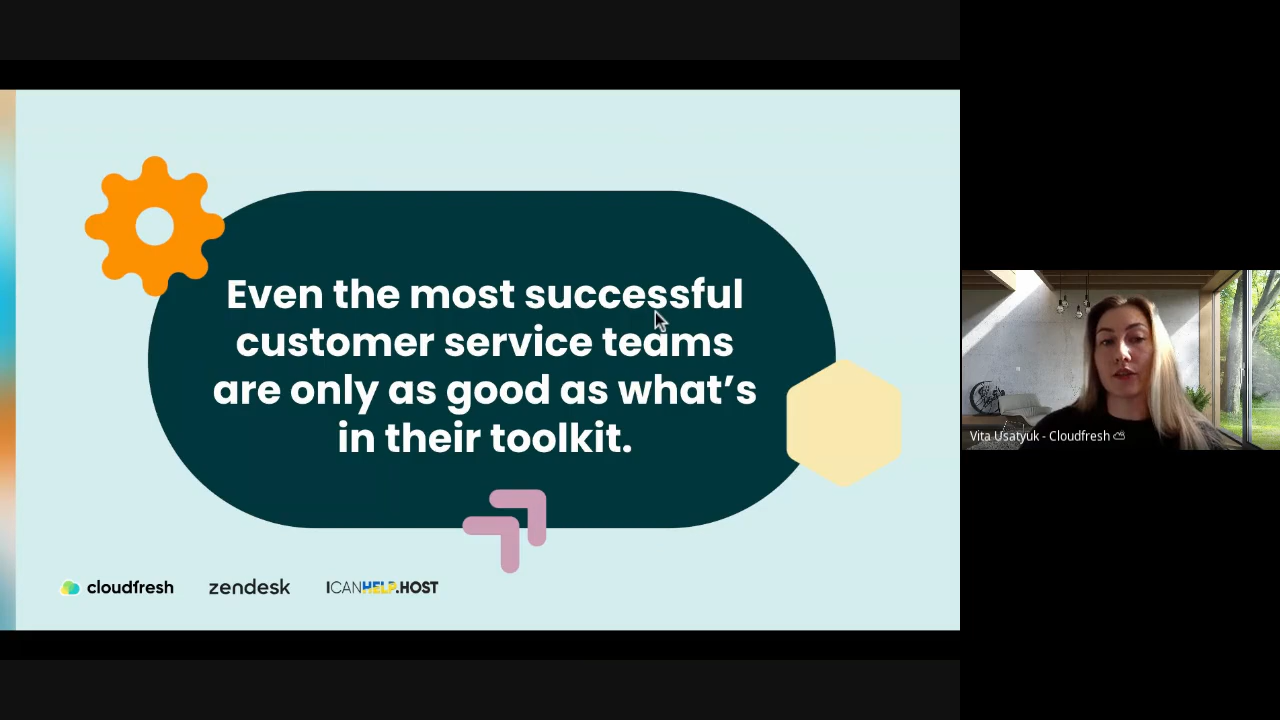 Even the most successful
customer service teams
are only as good as what's
in their toolkit.
cloudfresh
zendesk
ICANHELP.HOST
Vita Usatyuk - Cloudfresh